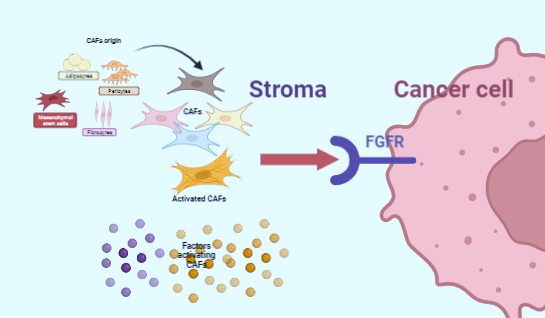 CAFs origin
Adipocytes
Pericytes
Mesenchymal
stem cells
Fibrocytes
CAFs
Activated CAFs
Stroma
Cancer cell
FGFR
Factors
activating
CAFs